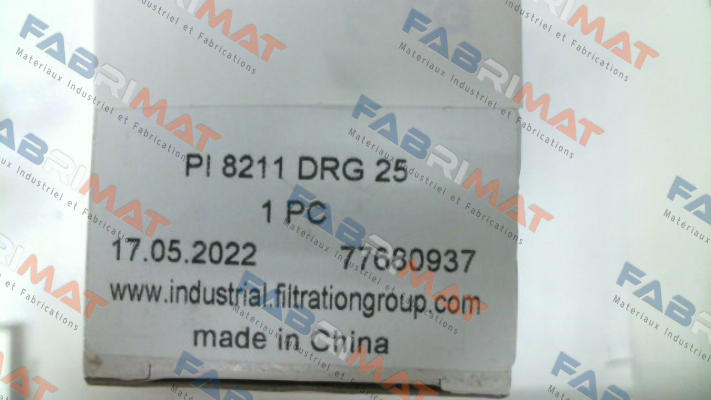 PI 8211 DRG 25
1 PC
17.05.2022 77680937
www.industrial.filtrationgroup.com
made in China
FABRIMAT
Matériaux Industriel et Fabrications